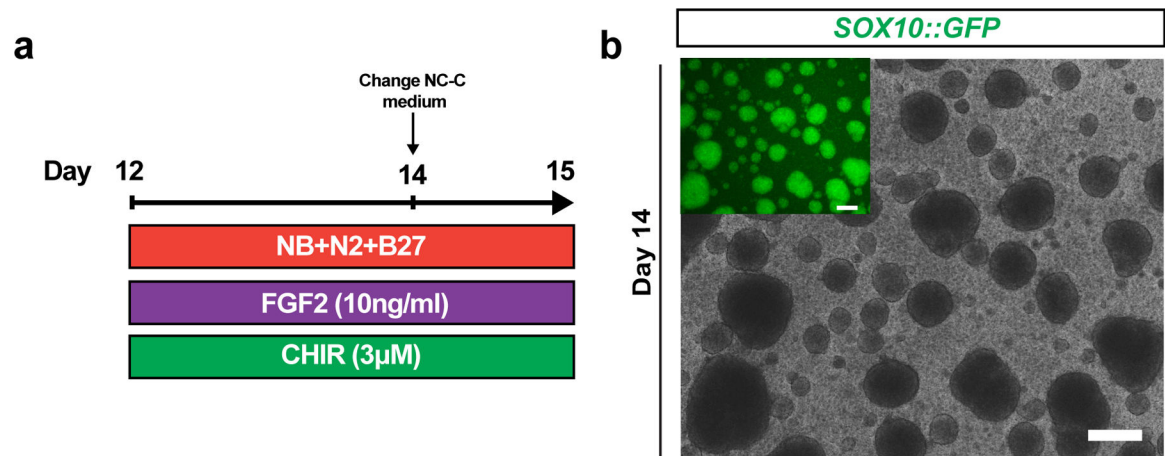 a
Change NC-C
medium
Day 12 14 15
NB+N2+B27
FGF2 (10ng/ml)
CHIR (3µM)
b
SOX10::GFP
Day 14